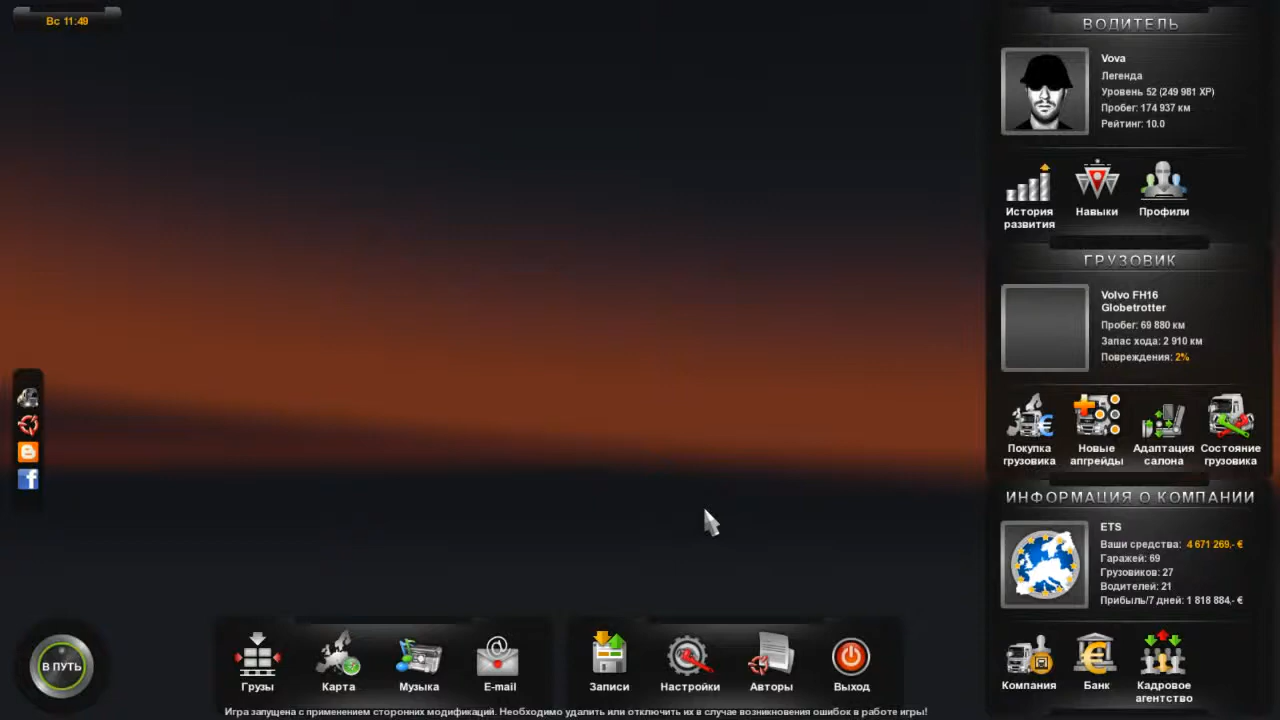 Вс 11:49
ВОДИТЕЛЬ
Vova
Легенда
Уровень 52 (249 981 XP)
Пробег: 174 937 км
Рейтинг: 10.0
История
развития
Навыки
Профили
ГРУЗОВИК
Volvo FH16
Globetrotter
Пробег: 69 880 км
Запас хода: 2 910 км
Повреждения: 2%
Покупка
грузовика
Новые
апгрейды
Адаптация
салона
Состояние
грузовика
ИНФОРМАЦИЯ О КОМПАНИИ
ETS
Ваши средства: 4 671 269,- €
Гаражей: 69
Грузовиков: 27
Водителей: 21
Прибыль/7 дней: 1 818 884,- €
Компания
Банк
Кадровое
агентство
В ПУТЬ
Грузы
Карта
Музыка
E-mail
Записи
Настройки
Авторы
Выход
Игра запущена с применением сторонних модификаций. Необходимо удалить или отключить их в случае возникновения ошибок в работе игры!